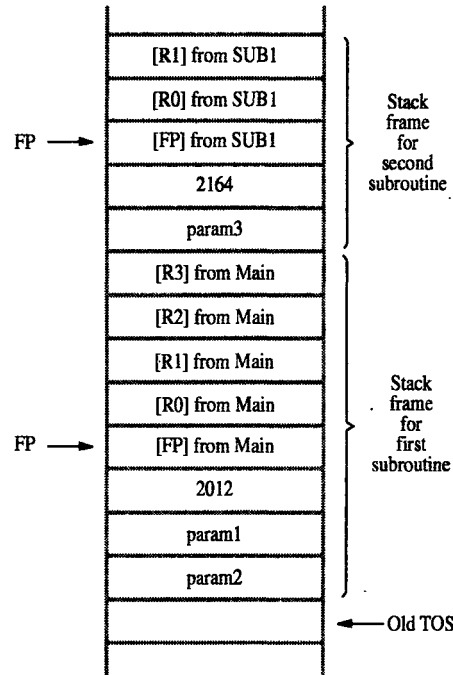 [R1] from SUB1
[R0] from SUB1
FP
[FP] from SUB1
2164
param3
Stack
frame
for
second
subroutine
[R3] from Main
[R2] from Main
[R1] from Main
[R0] from Main
FP
[FP] from Main
2012
param1
param2
Stack
frame
for
first
subroutine
Old TOS